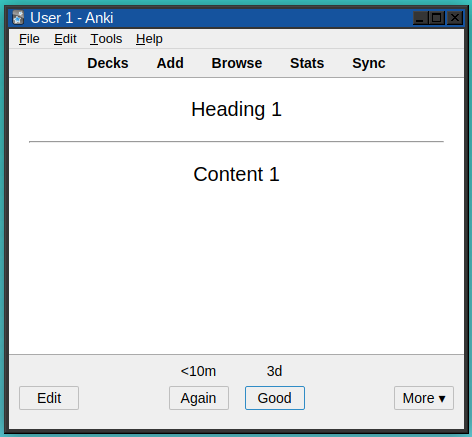 User 1 - Anki
File Edit Tools Help
Decks Add Browse Stats Sync
Heading 1
Content 1
<10m 3d
Edit Again Good More ▾